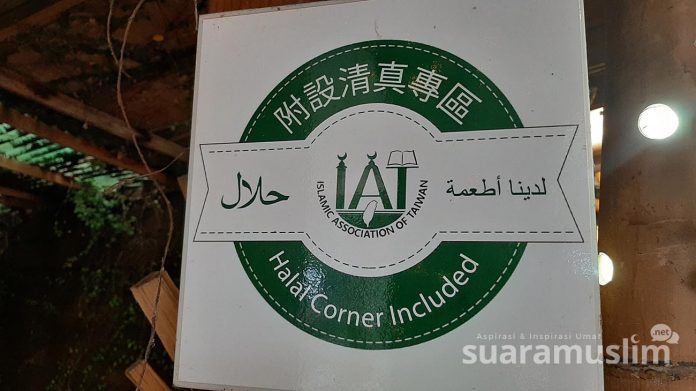 附設清真專區
لدينا أطعمة حلال
IAT
ISLAMIC ASSOCIATION OF TAIWAN
Halal Corner Included
Aspirasi & Inspirasi Umat
suaramuslim.net